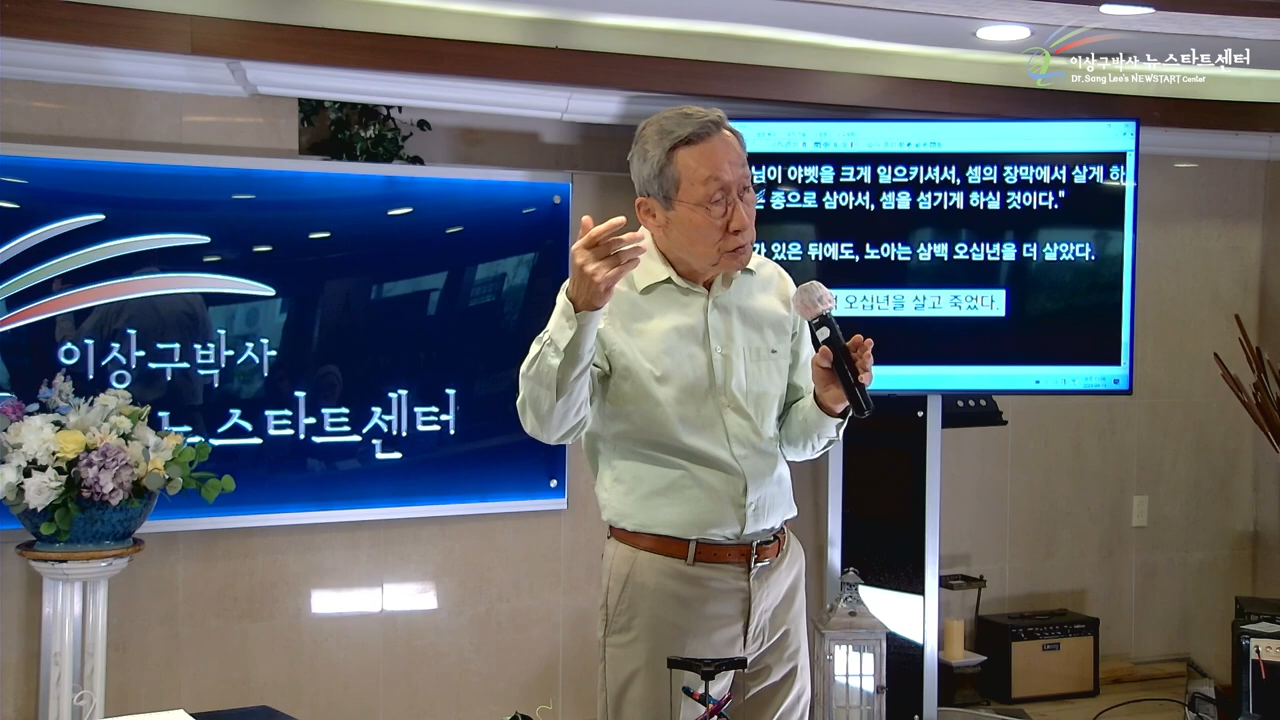 이상구박사 뉴스타트센터
Dr. Sang Lee's NEWSTART Center
님이 야벳을 크게 일으키셔서, 셈의 장막에서 살게 하
종으로 삼아서, 셈을 섬기게 하실 것이다."
가 있은 뒤에도, 노아는 삼백 오십년을 더 살았다.
오십년을 살고 죽었다.
이상구박사
뉴스타트센터